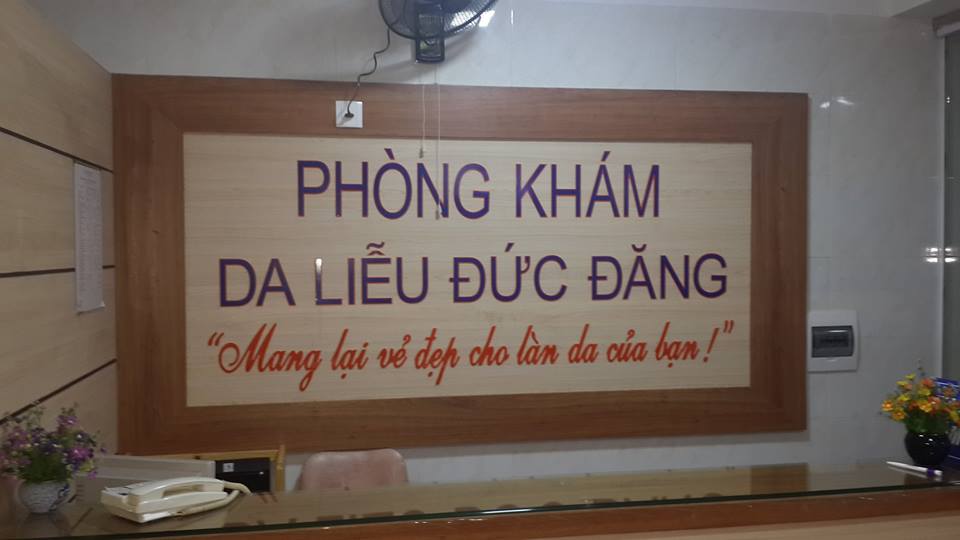 PHÒNG KHÁM
DA LIỄU ĐỨC ĐĂNG
"Mang lại vẻ đẹp cho làn da của bạn!"